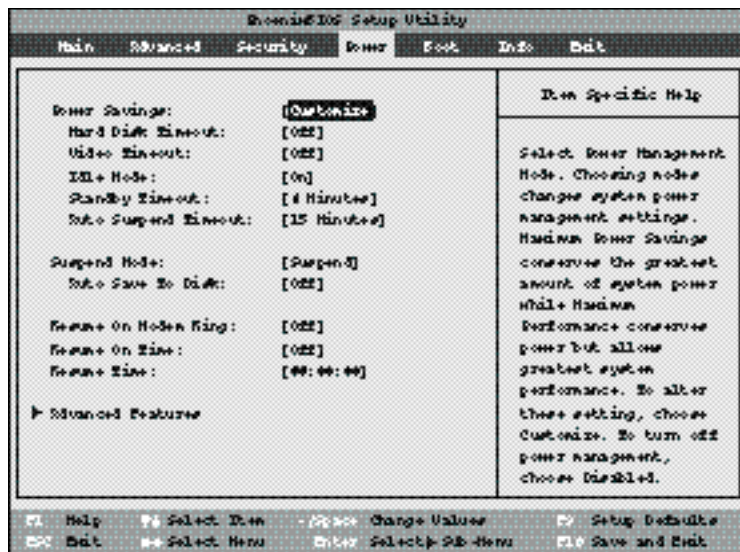 PhoenixBIOS Setup Utility
Main Advanced Security Power Boot Info Exit
Item Specific Help
Power Savings: [Customize]
Hard Disk Timeout: [Off]
Video Timeout: [Off]
Idle Mode: [On]
Standby Timeout: [ Minutes]
Auto Suspend Timeout: [15 Minutes]
Suspend Mode: [Suspend]
Auto Save To Disk: [Off]
Resume On Modem Ring: [Off]
Resume On Time: [Off]
Resume Time: [00:00:00]
Advanced Features
Select Power Management
Mode. Choosing modes
changes system power
management settings.
Maximum Power Savings
conserves the greatest
amount of system power
while Maximum
Performance conserves
power but allows
greatest system
performance. To alter
these setting, choose
Customize. To turn off
power management,
choose Disabled.
F1 Help ↑↓ Select Item -/Space Change Values F9 Setup Defaults
ESC Exit ←→ Select Menu Enter Select ▶ Sub-Menu F10 Save and Exit